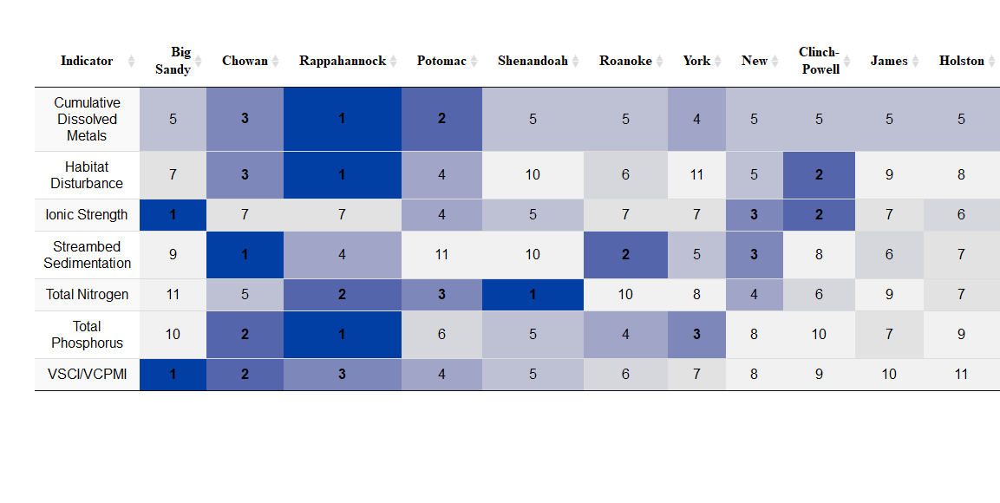 Indicator Big Sandy Chowan Rappahannock Potomac Shenandoah Roanoke York New Clinch-Powell James Holston
Cumulative Dissolved Metals 5 3 1 2 5 5 4 5 5 5 5
Habitat Disturbance 7 3 1 4 10 6 11 5 2 9 8
Ionic Strength 1 7 7 4 5 7 7 3 2 7 6
Streambed Sedimentation 9 1 4 11 10 2 5 3 8 6 7
Total Nitrogen 11 5 2 3 1 10 8 4 6 9 7
Total Phosphorus 10 2 1 6 5 4 3 8 10 7 9
VSCI/VCPMI 1 2 3 4 5 6 7 8 9 10 11